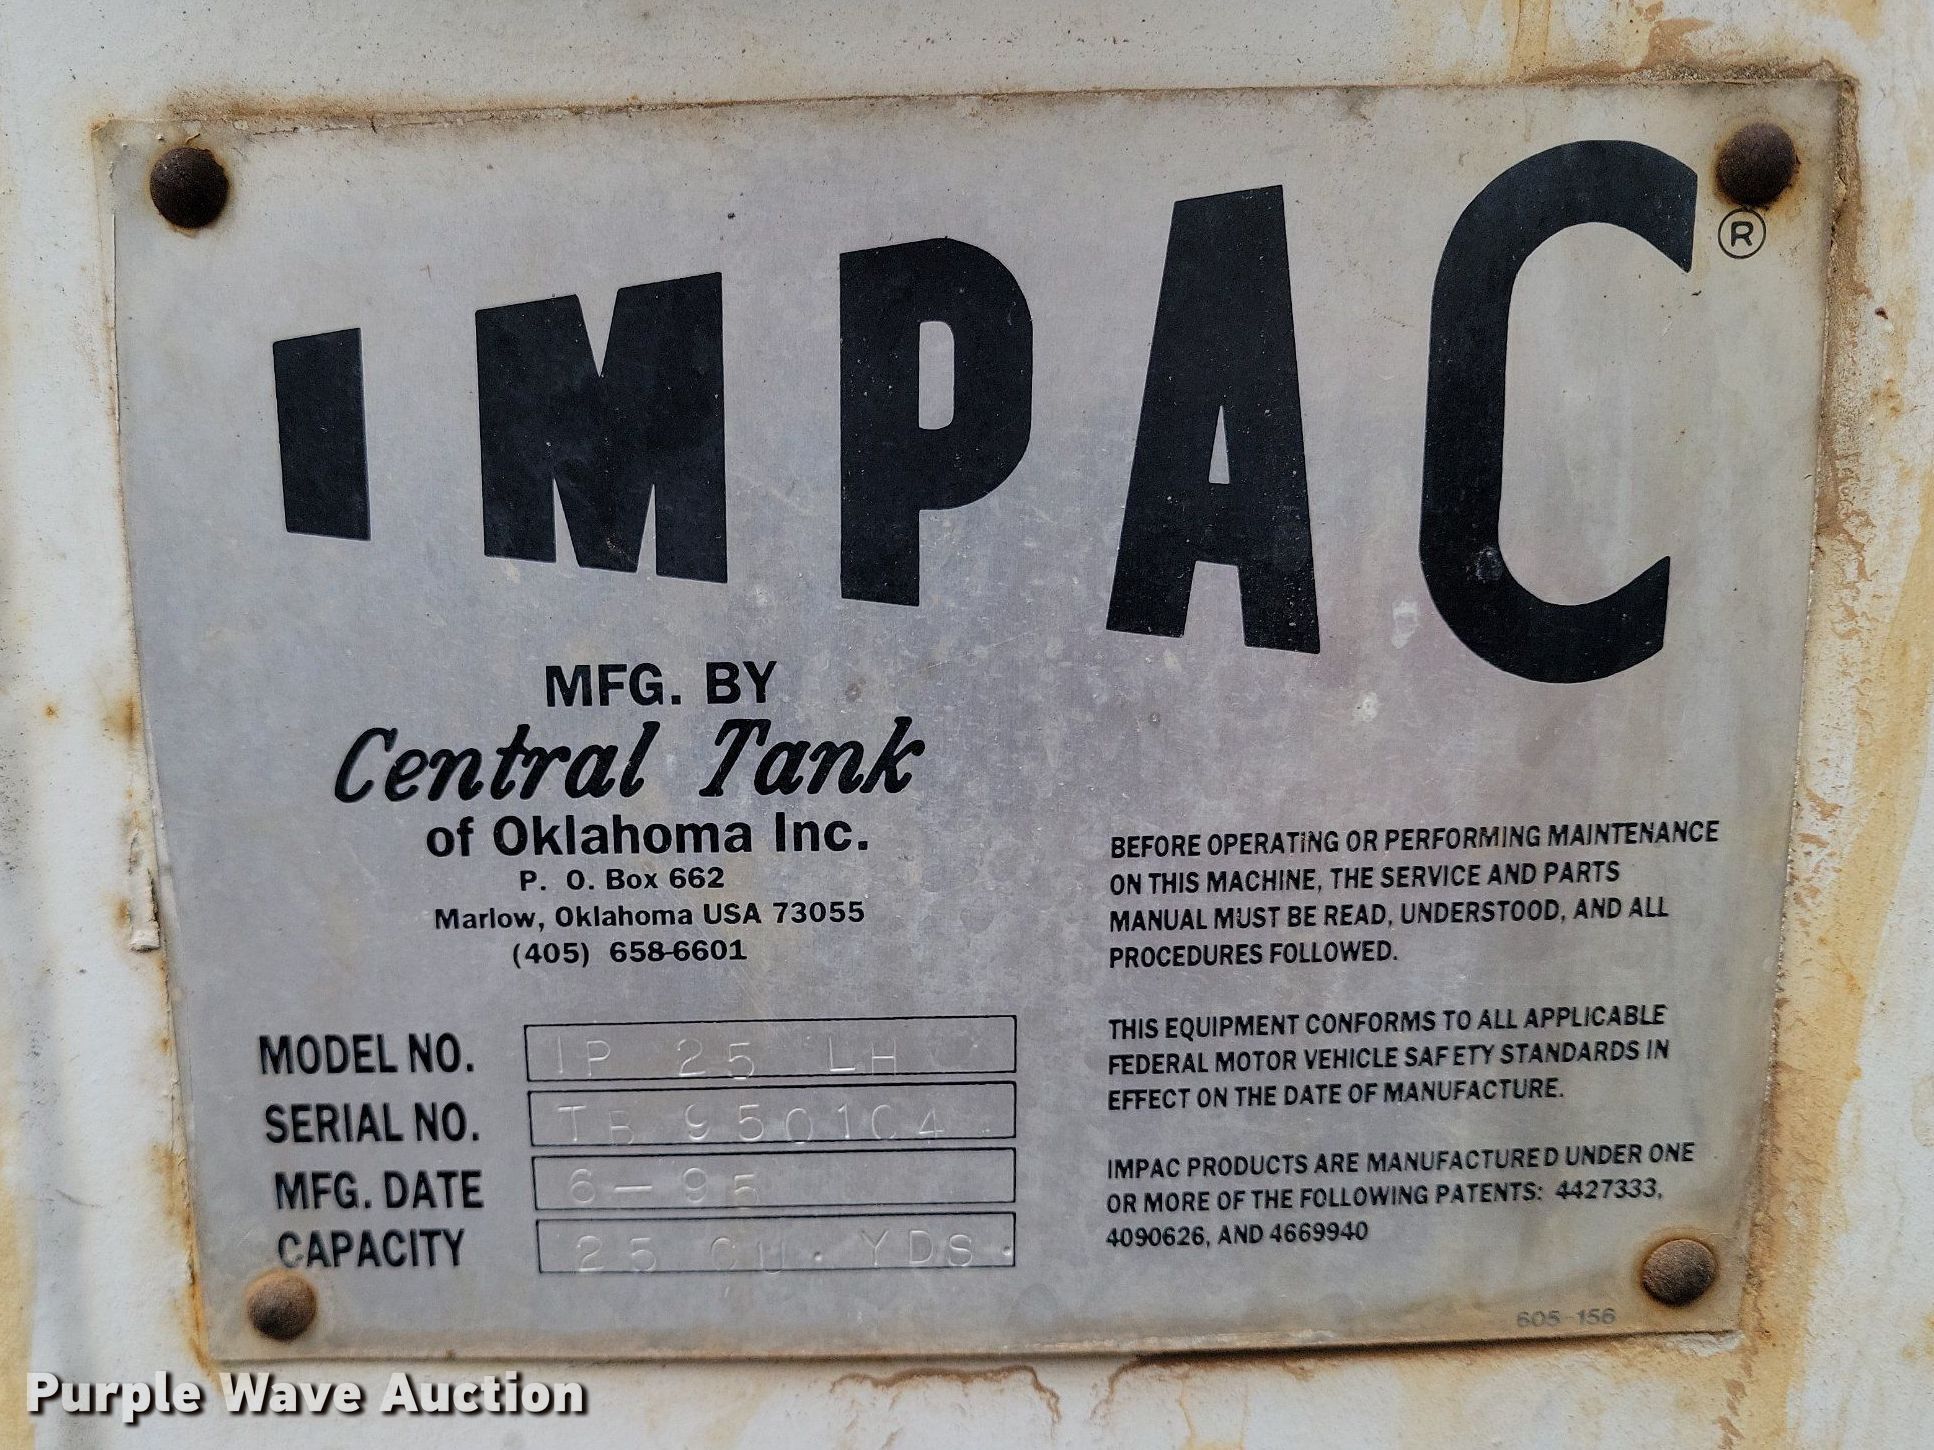 IMPAC®
MFG. BY
Central Tank
of Oklahoma Inc.
P. O. Box 662
Marlow, Oklahoma USA 73055
(405) 658-6601
MODEL NO. IP 25 LH
SERIAL NO.
MFG. DATE 6-95
CAPACITY 25 CU. YDS.
BEFORE OPERATING OR PERFORMING MAINTENANCE
ON THIS MACHINE, THE SERVICE AND PARTS
MANUAL MUST BE READ, UNDERSTOOD, AND ALL
PROCEDURES FOLLOWED.
THIS EQUIPMENT CONFORMS TO ALL APPLICABLE
FEDERAL MOTOR VEHICLE SAFETY STANDARDS IN
EFFECT ON THE DATE OF MANUFACTURE.
IMPAC PRODUCTS ARE MANUFACTURED UNDER ONE
OR MORE OF THE FOLLOWING PATENTS: 4427333,
4090626, AND 4669940
605-156
Purple Wave Auction